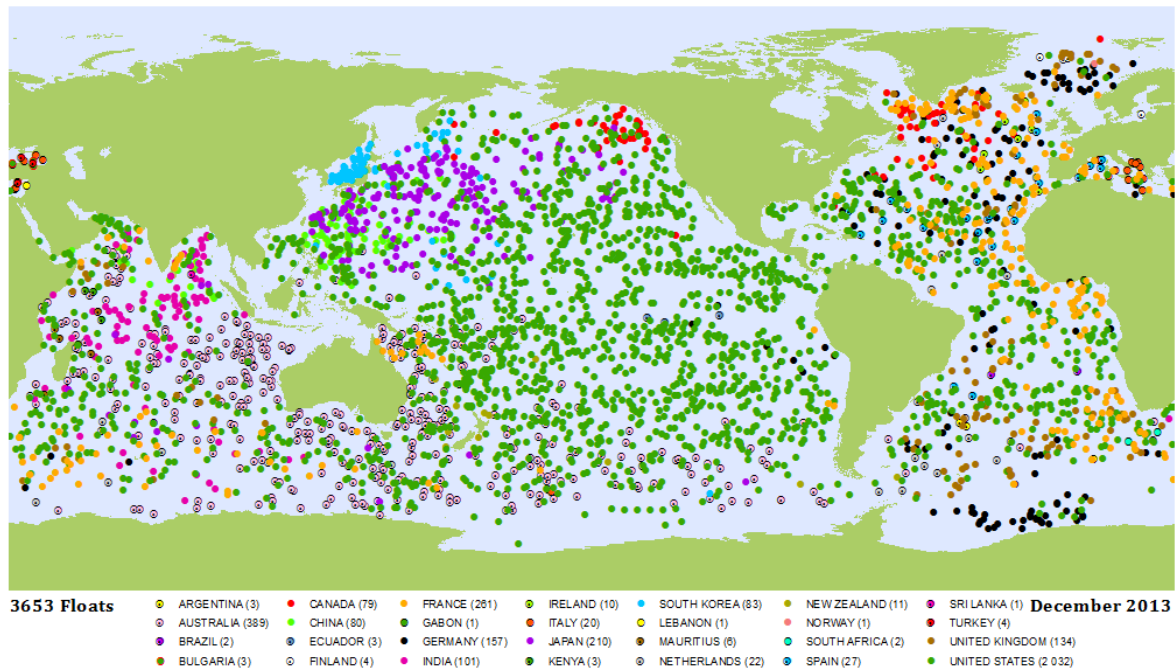 3653 Floats ARGENTINA (3) CANADA (79) FRANCE (261) IRELAND (10) SOUTH KOREA (83) NEW ZEALAND (11) SRI LANKA (1) December 2013
AUSTRALIA (389) CHINA (80) GABON (1) ITALY (20) LEBANON (1) NORWAY (1) TURKEY (4)
BRAZIL (2) ECUADOR (3) GERMANY (157) JAPAN (210) MAURITIUS (6) SOUTH AFRICA (2) UNITED KINGDOM (134)
BULGARIA (3) FINLAND (4) INDIA (101) KENYA (3) NETHERLANDS (22) SPAIN (27) UNITED STATES (2 032)